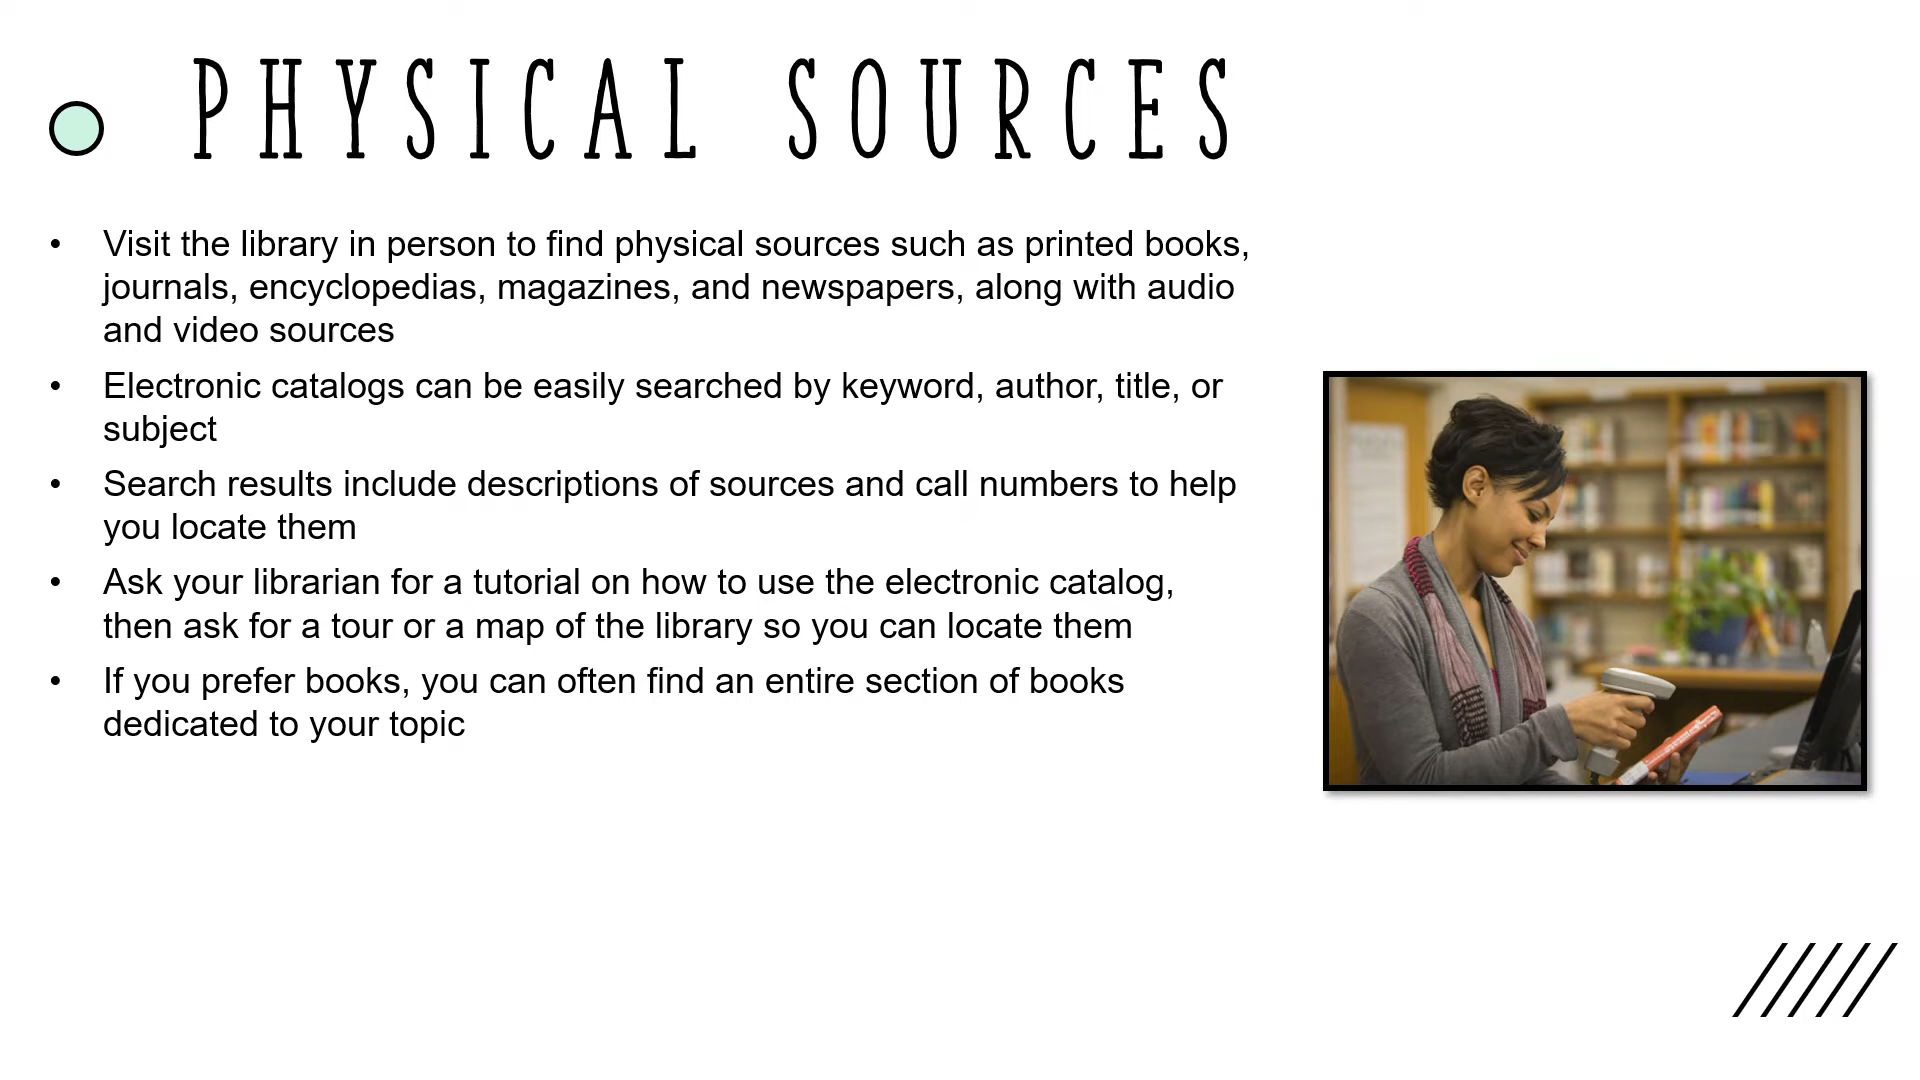 PHYSICAL SOURCES
• Visit the library in person to find physical sources such as printed books,
journals, encyclopedias, magazines, and newspapers, along with audio
and video sources
• Electronic catalogs can be easily searched by keyword, author, title, or
subject
• Search results include descriptions of sources and call numbers to help
you locate them
• Ask your librarian for a tutorial on how to use the electronic catalog,
then ask for a tour or a map of the library so you can locate them
• If you prefer books, you can often find an entire section of books
dedicated to your topic